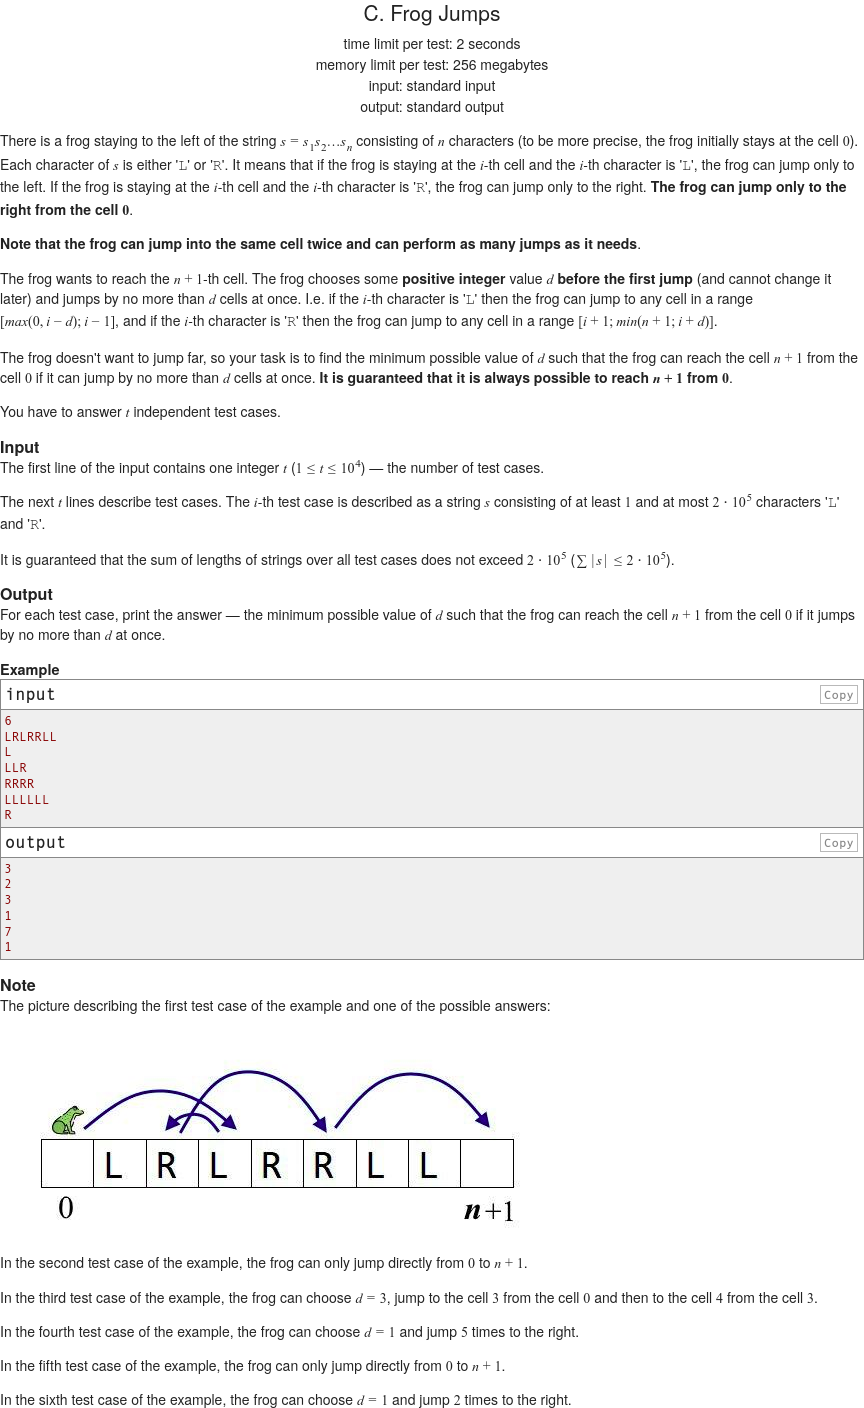 C. Frog Jumps
time limit per test: 2 seconds
memory limit per test: 256 megabytes
input: standard input
output: standard output
There is a frog staying to the left of the string s = s₁s₂…sₙ consisting of n characters (to be more precise, the frog initially stays at the cell 0).
Each character of s is either 'L' or 'R'. It means that if the frog is staying at the i-th cell and the i-th character is 'L', the frog can jump only to
the left. If the frog is staying at the i-th cell and the i-th character is 'R', the frog can jump only to the right. The frog can jump only to the
right from the cell 0.
Note that the frog can jump into the same cell twice and can perform as many jumps as it needs.
The frog wants to reach the n + 1-th cell. The frog chooses some positive integer value d before the first jump (and cannot change it
later) and jumps by no more than d cells at once. I.e. if the i-th character is 'L' then the frog can jump to any cell in a range
[max(0, i − d); i − 1], and if the i-th character is 'R' then the frog can jump to any cell in a range [i + 1; min(n + 1; i + d)].
The frog doesn't want to jump far, so your task is to find the minimum possible value of d such that the frog can reach the cell n + 1 from the
cell 0 if it can jump by no more than d cells at once. It is guaranteed that it is always possible to reach n + 1 from 0.
You have to answer t independent test cases.
Input
The first line of the input contains one integer t (1 ≤ t ≤ 10⁴) — the number of test cases.
The next t lines describe test cases. The i-th test case is described as a string s consisting of at least 1 and at most 2 · 10⁵ characters 'L'
and 'R'.
It is guaranteed that the sum of lengths of strings over all test cases does not exceed 2 · 10⁵ (∑ |s| ≤ 2 · 10⁵).
Output
For each test case, print the answer — the minimum possible value of d such that the frog can reach the cell n + 1 from the cell 0 if it jumps
by no more than d at once.
Example
input Copy
6
LRLRRLL
L
LLR
RRRR
LLLLLL
R
output Copy
3
2
3
1
7
1
Note
The picture describing the first test case of the example and one of the possible answers:
L R L R R L L
0 n+1
In the second test case of the example, the frog can only jump directly from 0 to n + 1.
In the third test case of the example, the frog can choose d = 3, jump to the cell 3 from the cell 0 and then to the cell 4 from the cell 3.
In the fourth test case of the example, the frog can choose d = 1 and jump 5 times to the right.
In the fifth test case of the example, the frog can only jump directly from 0 to n + 1.
In the sixth test case of the example, the frog can choose d = 1 and jump 2 times to the right.